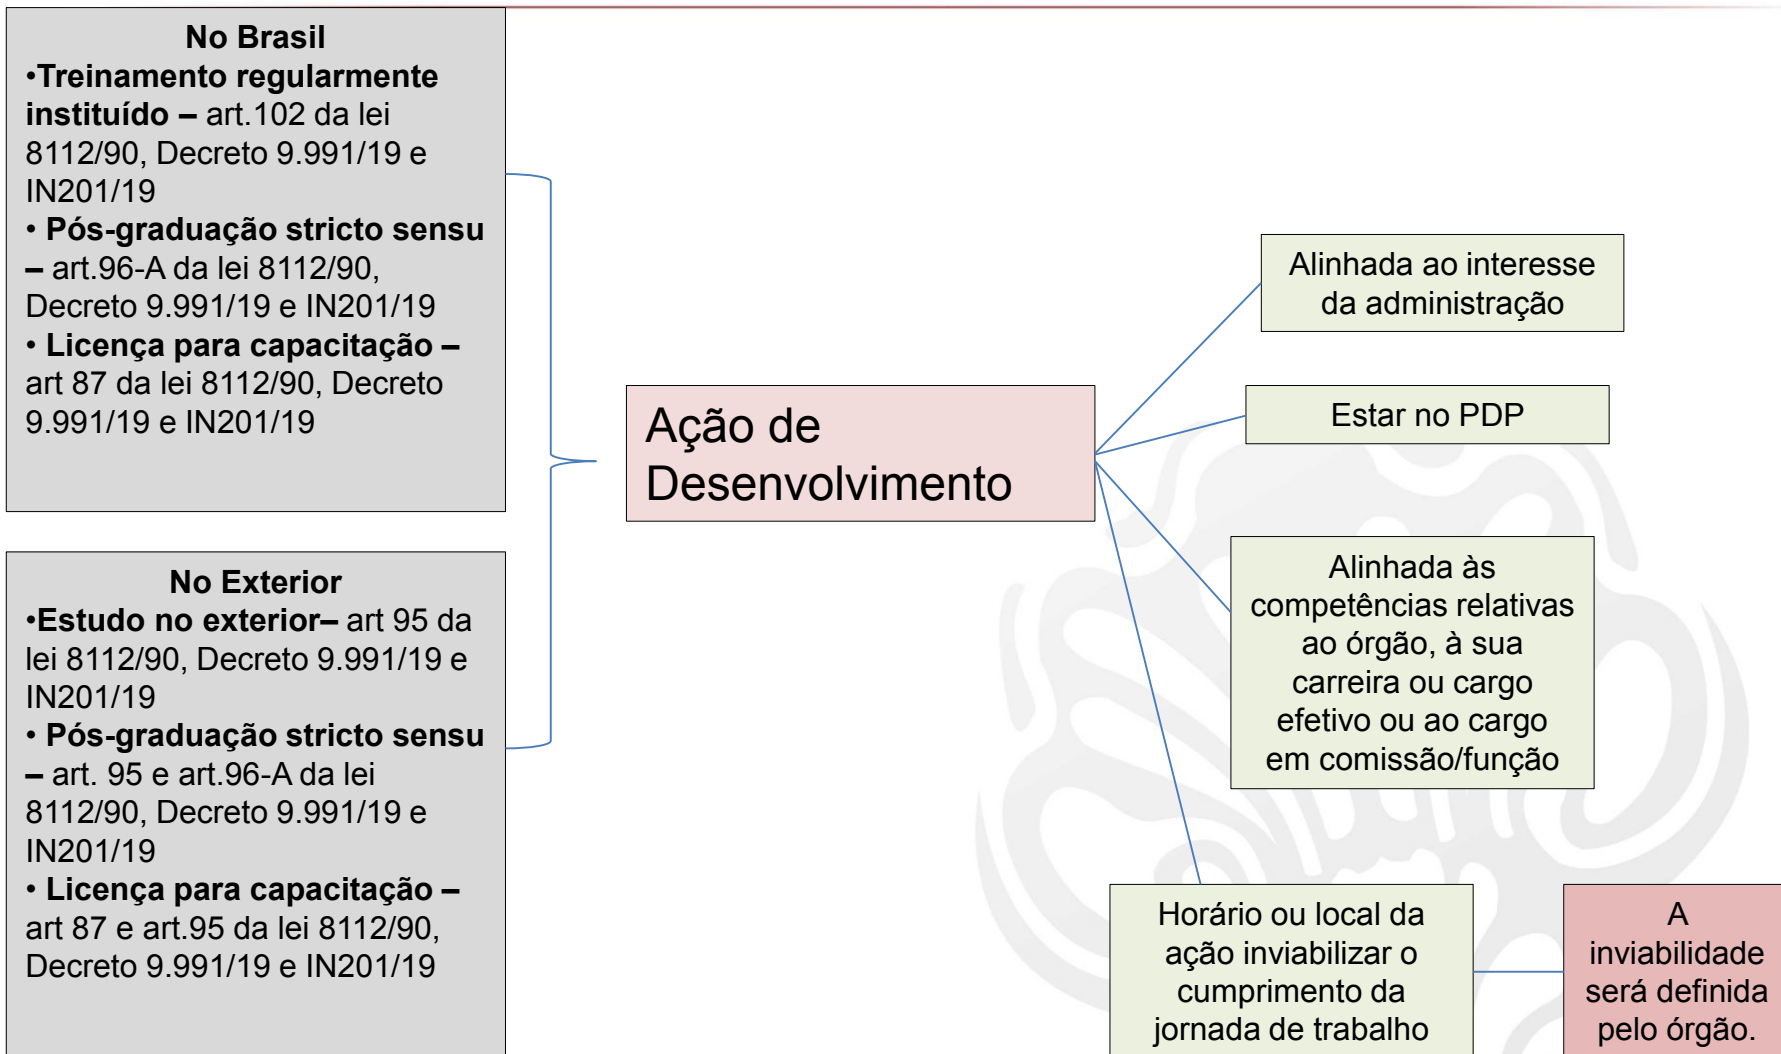 No Brasil
•Treinamento regularmente
instituído – art.102 da lei
8112/90, Decreto 9.991/19 e
IN201/19
• Pós-graduação stricto sensu
– art.96-A da lei 8112/90,
Decreto 9.991/19 e IN201/19
• Licença para capacitação –
art 87 da lei 8112/90, Decreto
9.991/19 e IN201/19
No Exterior
•Estudo no exterior– art 95 da
lei 8112/90, Decreto 9.991/19 e
IN201/19
• Pós-graduação stricto sensu
– art. 95 e art.96-A da lei
8112/90, Decreto 9.991/19 e
IN201/19
• Licença para capacitação –
art 87 e art.95 da lei 8112/90,
Decreto 9.991/19 e IN201/19
Ação de
Desenvolvimento
Alinhada ao interesse
da administração
Estar no PDP
Alinhada às
competências relativas
ao órgão, à sua
carreira ou cargo
efetivo ou ao cargo
em comissão/função
Horário ou local da
ação inviabilizar o
cumprimento da
jornada de trabalho
A
inviabilidade
será definida
pelo órgão.